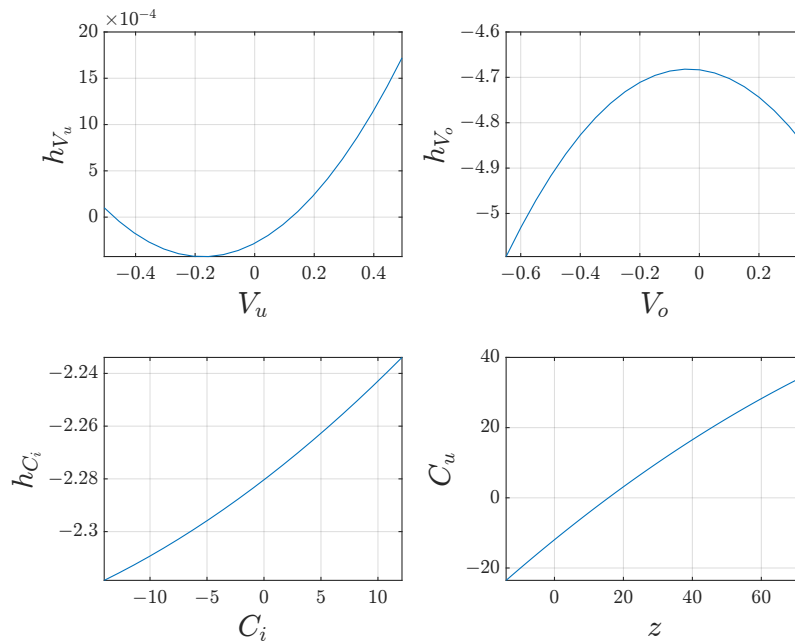 ×10⁻⁴
20
15
10
5
0
h_{V_u}
−0.4 −0.2 0 0.2 0.4
V_u
−4.6
−4.7
−4.8
−4.9
−5
h_{V_o}
−0.6 −0.4 −0.2 0 0.2
V_o
−2.24
−2.26
−2.28
−2.3
h_{C_i}
−10 −5 0 5 10
C_i
40
20
0
−20
C_u
0 20 40 60
z